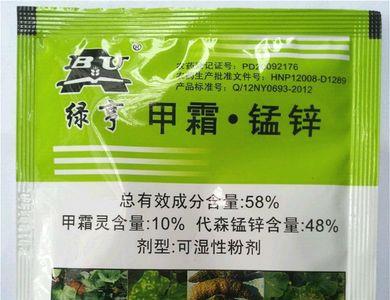 BU®
农药登记证号：PD20092176
农药生产批准文件号：HNP12008-D1289
产品标准号：Q/12NY0693-2012
绿亨
甲霜·锰锌
总有效成分含量:58%
甲霜灵含量:10% 代森锰锌含量:48%
剂型:可湿性粉剂